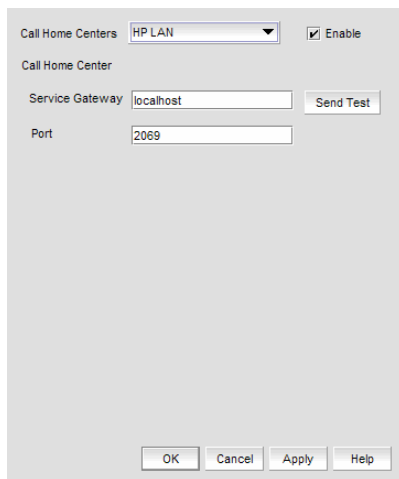 Call Home Centers HP LAN Enable
Call Home Center
Service Gateway localhost Send Test
Port 2069
OK Cancel Apply Help